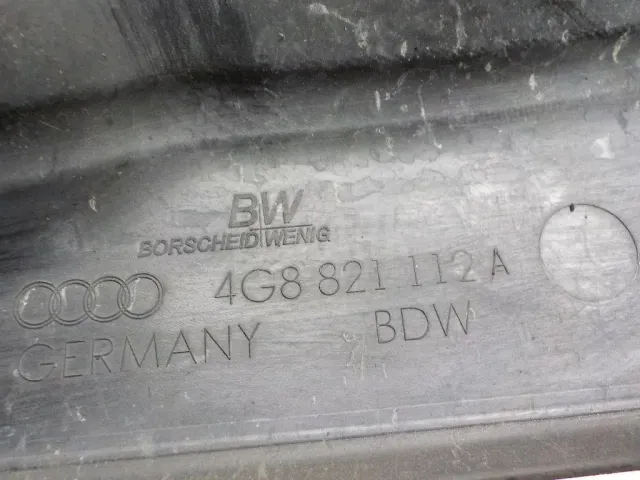 BW
BORSCHEID WENIG
4G8 821 112 A
GERMANY BDW